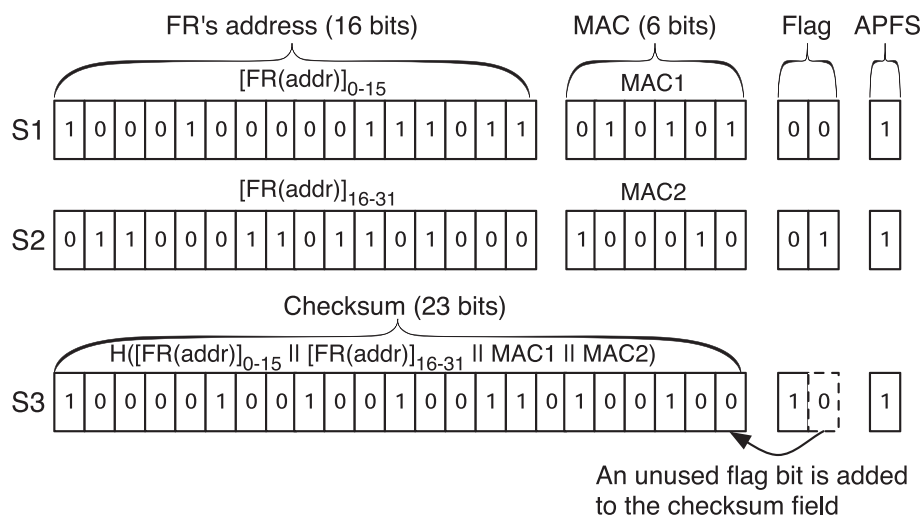 FR's address (16 bits) MAC (6 bits) Flag APFS
[FR(addr)]0-15 MAC1
S1 1 0 0 0 1 0 0 0 0 0 1 1 1 0 1 1 0 1 0 1 0 1 0 0 1
[FR(addr)]16-31 MAC2
S2 0 1 1 0 0 0 1 1 0 1 1 0 1 0 0 0 1 0 0 0 1 0 0 1 1
Checksum (23 bits)
H([FR(addr)]0-15 || [FR(addr)]16-31 || MAC1 || MAC2)
S3 1 0 0 0 0 1 0 0 1 0 0 1 0 0 1 1 0 1 0 0 1 0 0 1 0 1
An unused flag bit is added
to the checksum field